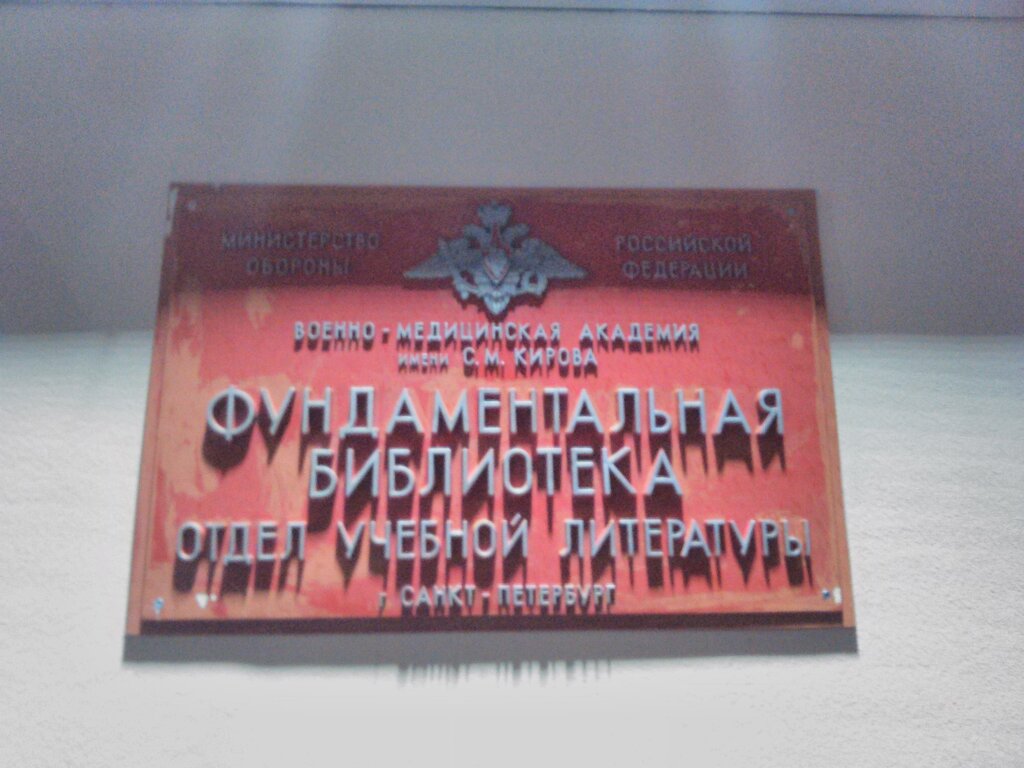 МИНИСТЕРСТВО ОБОРОНЫ
РОССИЙСКОЙ ФЕДЕРАЦИИ
ВОЕННО - МЕДИЦИНСКАЯ АКАДЕМИЯ
ИМЕНИ С.М. КИРОВА
ФУНДАМЕНТАЛЬНАЯ
БИБЛИОТЕКА
ОТДЕЛ УЧЕБНОЙ ЛИТЕРАТУРЫ
г САНКТ - ПЕТЕРБУРГ